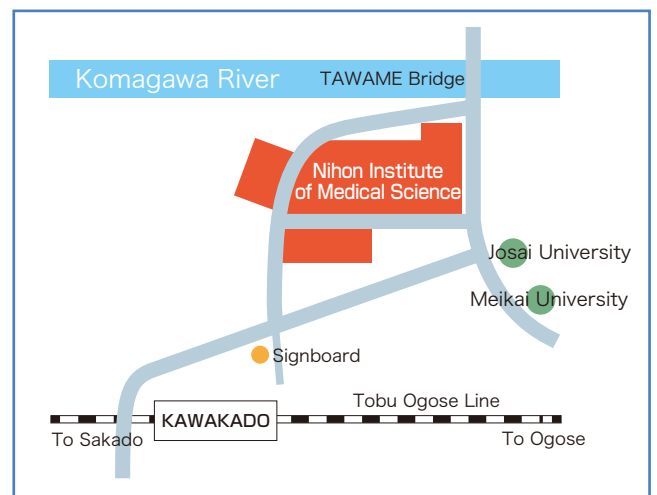 Komagawa River
TAWAME Bridge
Nihon Institute
of Medical Science
Josai University
Meikai University
Signboard
Tobu Ogose Line
KAWAKADO
To Sakado
To Ogose